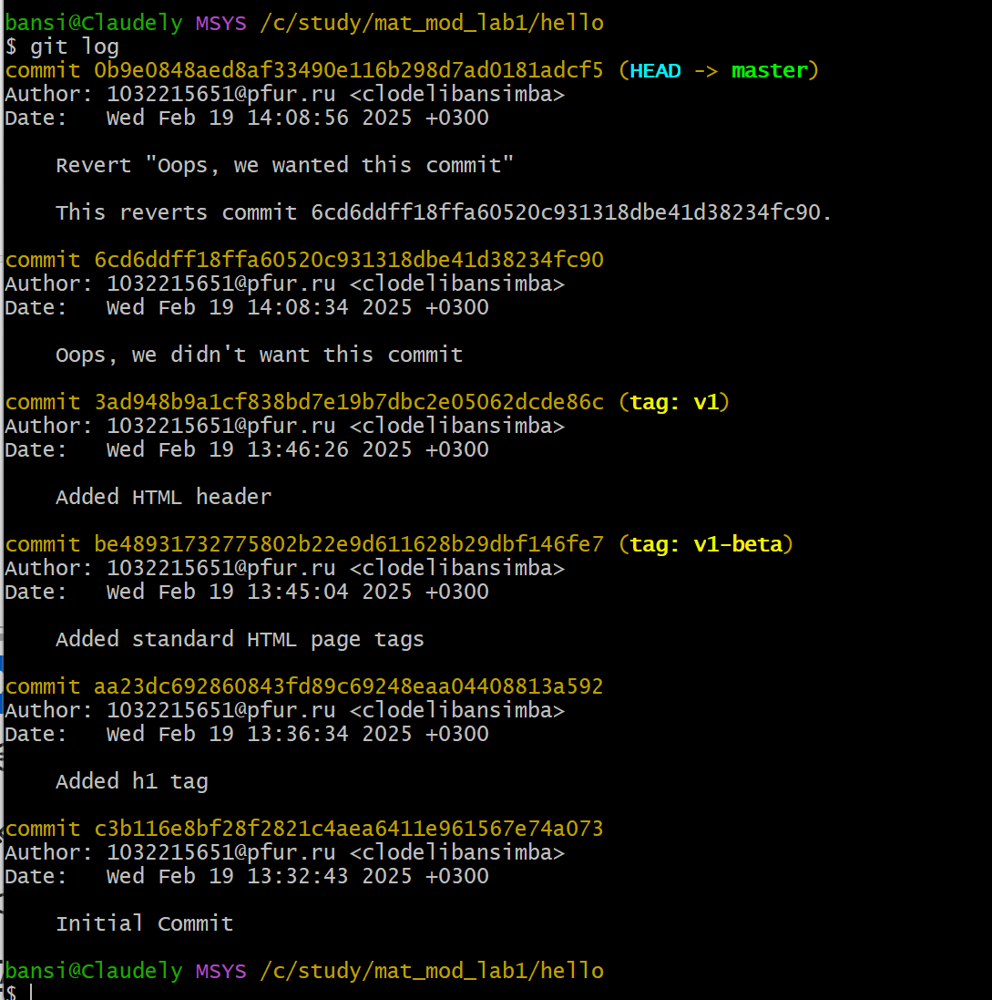 bansi@Claudely MSYS /c/study/mat_mod_lab1/hello
$ git log
commit 0b9e0848aed8af33490e116b298d7ad0181adcf5 (HEAD -> master)
Author: 1032215651@pfur.ru <clodelibansimba>
Date:   Wed Feb 19 14:08:56 2025 +0300
    Revert "Oops, we wanted this commit"
    This reverts commit 6cd6ddff18ffa60520c931318dbe41d38234fc90.
commit 6cd6ddff18ffa60520c931318dbe41d38234fc90
Author: 1032215651@pfur.ru <clodelibansimba>
Date:   Wed Feb 19 14:08:34 2025 +0300
    Oops, we didn't want this commit
commit 3ad948b9a1cf838bd7e19b7dbc2e05062dcde86c (tag: v1)
Author: 1032215651@pfur.ru <clodelibansimba>
Date:   Wed Feb 19 13:46:26 2025 +0300
    Added HTML header
commit be48931732775802b22e9d611628b29dbf146fe7 (tag: v1-beta)
Author: 1032215651@pfur.ru <clodelibansimba>
Date:   Wed Feb 19 13:45:04 2025 +0300
    Added standard HTML page tags
commit aa23dc692860843fd89c69248eaa04408813a592
Author: 1032215651@pfur.ru <clodelibansimba>
Date:   Wed Feb 19 13:36:34 2025 +0300
    Added h1 tag
commit c3b116e8bf28f2821c4aea6411e961567e74a073
Author: 1032215651@pfur.ru <clodelibansimba>
Date:   Wed Feb 19 13:32:43 2025 +0300
    Initial Commit
bansi@Claudely MSYS /c/study/mat_mod_lab1/hello
$